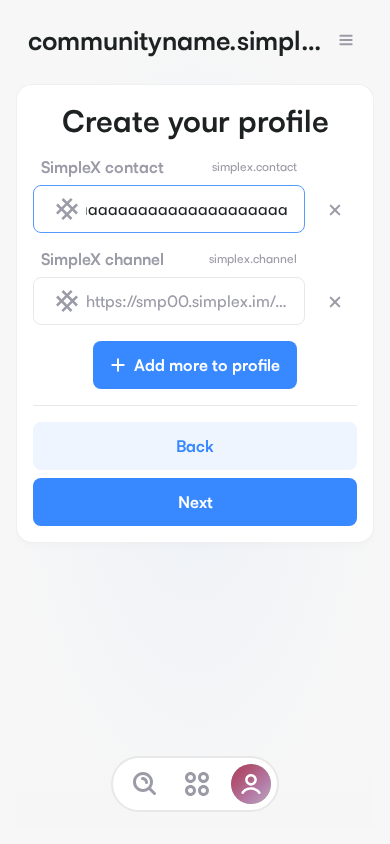 communityname.simpl...
Create your profile
SimpleX contact simplex.contact
aaaaaaaaaaaaaaaaaaaaa
SimpleX channel simplex.channel
https://smp00.simplex.im/...
Add more to profile
Back
Next